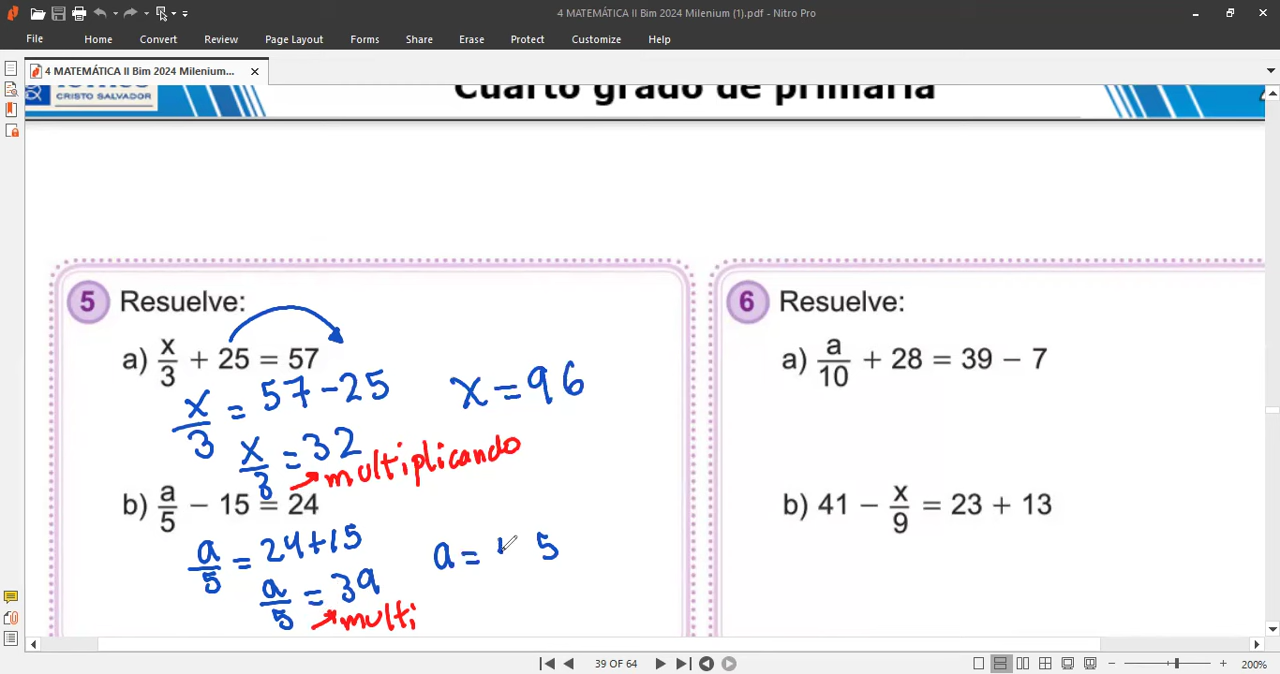 4 MATEMÁTICA II Bim 2024 Milenium (1).pdf - Nitro Pro
File Home Convert Review Page Layout Forms Share Erase Protect Customize Help
4 MATEMÁTICA II Bim 2024 Milenium...
CRISTO SALVADOR
Cuarto grado de primaria
5 Resuelve:
a) x/3 + 25 = 57
x/3 = 57-25
x/3 = 32
multiplicando
x = 96
b) a/5 − 15 = 24
a/5 = 24+15
a/5 = 39
multi
a = 5
6 Resuelve:
a) a/10 + 28 = 39 − 7
b) 41 − x/9 = 23 + 13
39 OF 64
200%